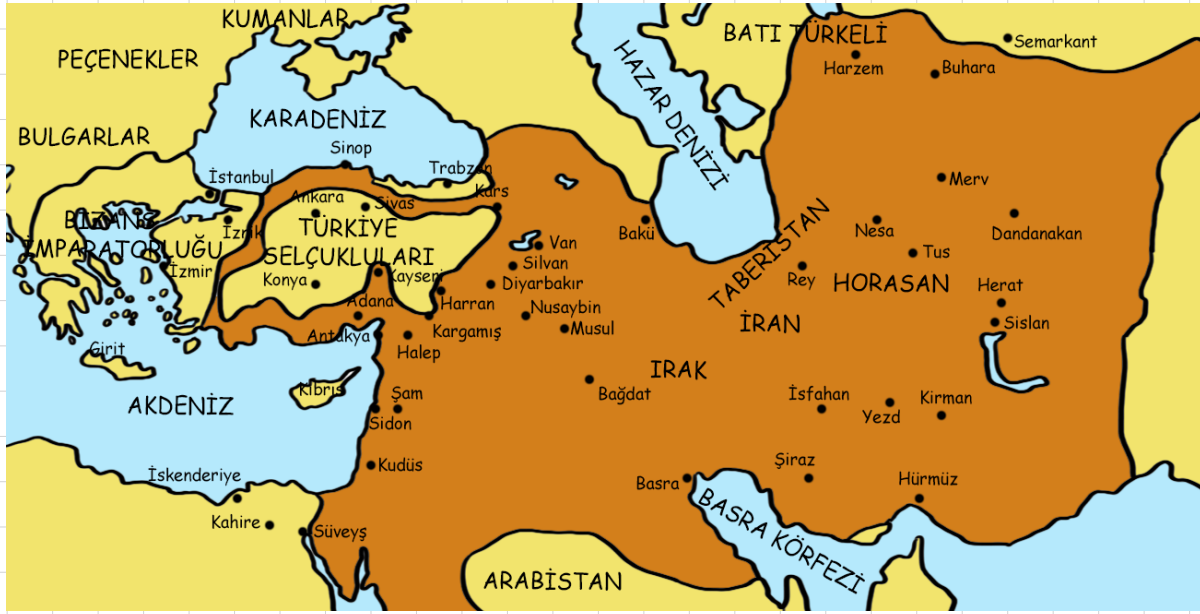 KUMANLAR
PEÇENEKLER
BATI TÜRKELİ
Semarkant
Harzem
Buhara
HAZAR DENİZİ
KARADENİZ
BULGARLAR
Sinop
Trabzon
İstanbul
Kars
Merv
Ankara
Sivas
BİZANS
İMPARATORLUĞU
İznik
TÜRKİYE
SELÇUKLULARI
Bakü
Nesa
Dandanakan
Van
Tus
TABERİSTAN
İzmir
Silvan
Konya
Kayseri
Diyarbakır
Rey
HORASAN
Herat
Adana
Harran
Nusaybin
Sislan
Antakya
Kargamış
Musul
İRAN
Girit
Halep
IRAK
Kıbrıs
Şam
Bağdat
İsfahan
Kirman
AKDENİZ
Yezd
Sidon
Kudüs
Şiraz
İskenderiye
Basra
Hürmüz
BASRA KÖRFEZİ
Kahire
Süveyş
ARABİSTAN